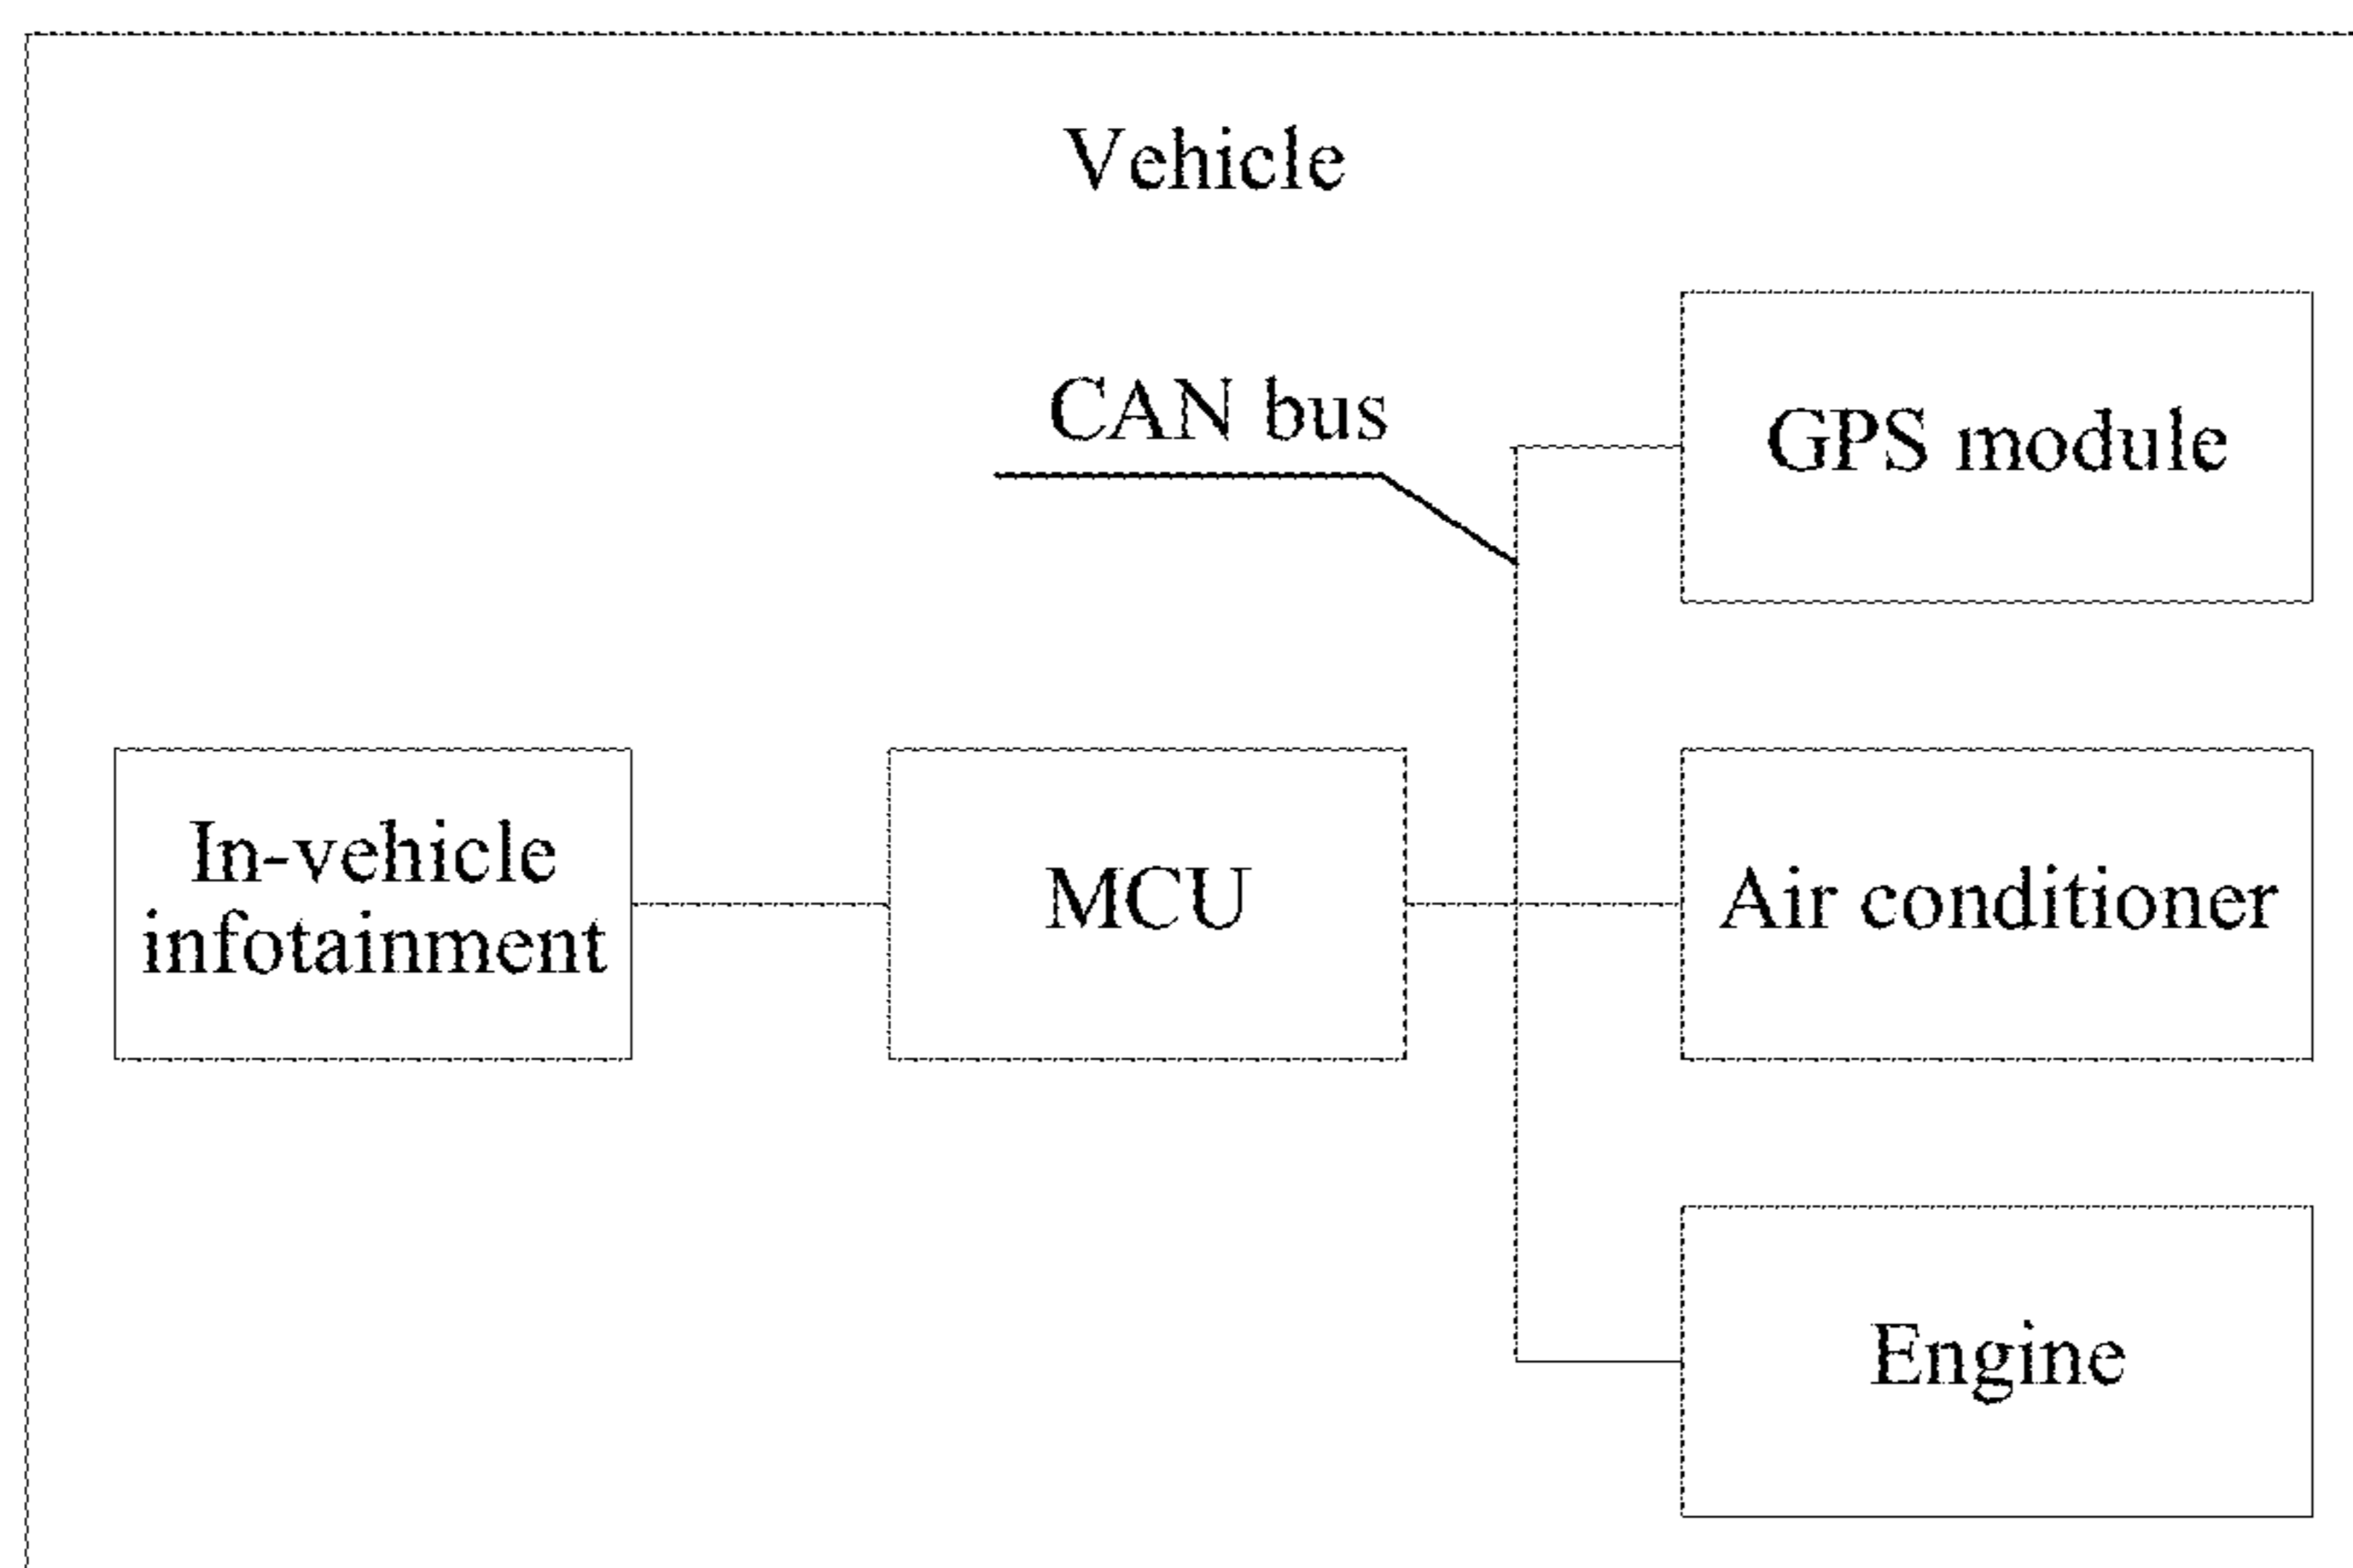 Vehicle
CAN bus
GPS module
In-vehicle
infotainment
MCU
Air conditioner
Engine